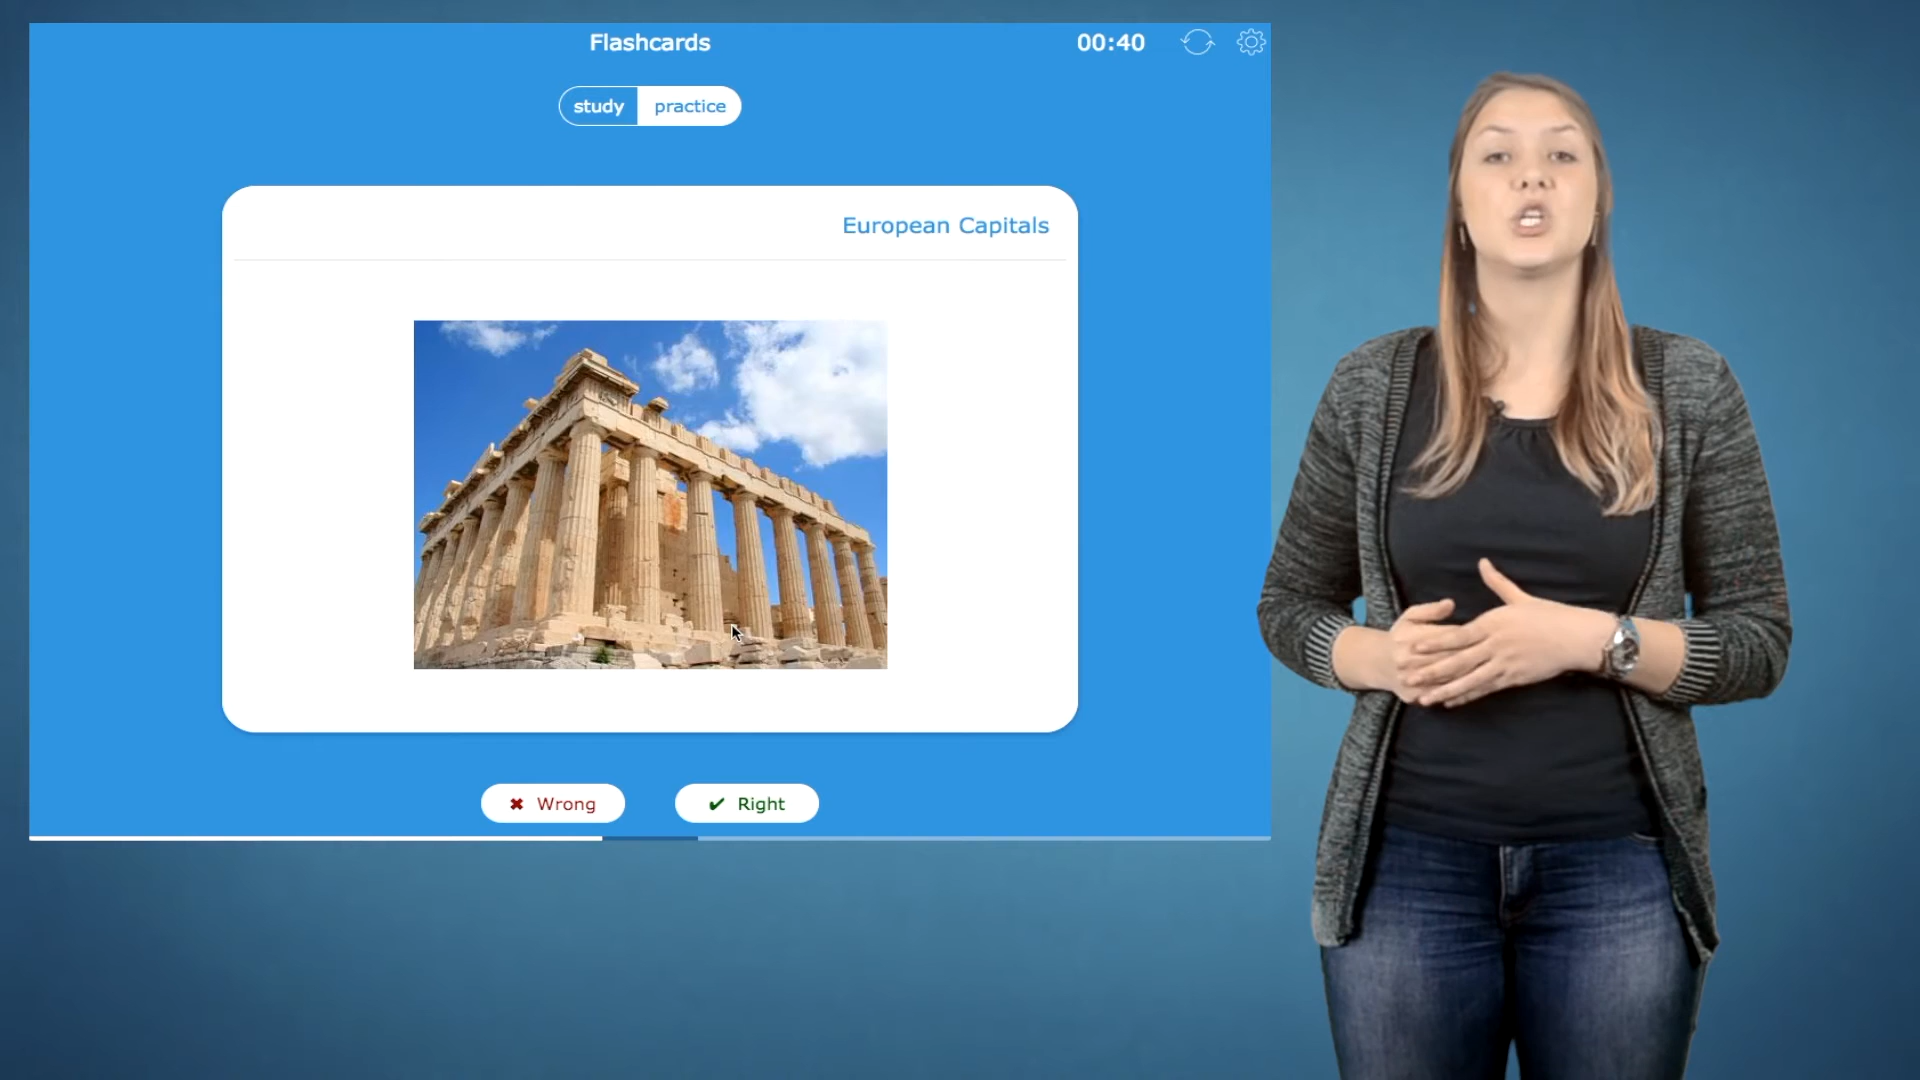 Flashcards
00:40
study practice
European Capitals
✖ Wrong
✔ Right